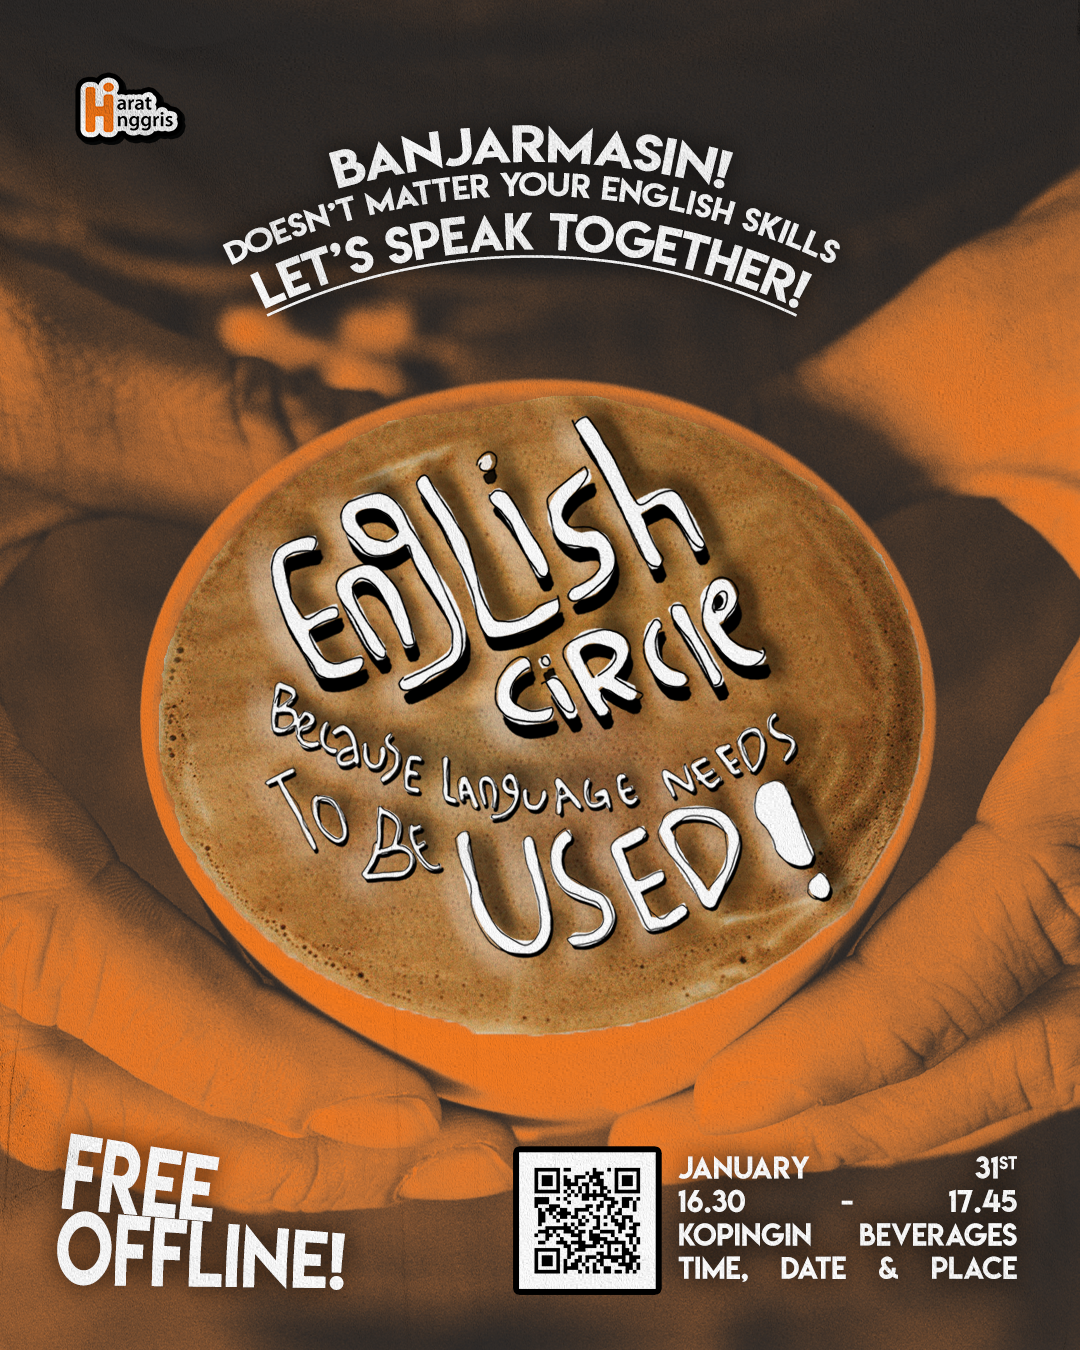 Harat
Inggris
BANJARMASIN!
DOESN'T MATTER YOUR ENGLISH SKILLS
LET'S SPEAK TOGETHER!
EngLish
ciRcle
Because LAngUAGE NEEDS
TO BE USED!
FREE
OFFLINE!
JANUARY 31ST
16.30 - 17.45
KOPINGIN BEVERAGES
TIME, DATE & PLACE